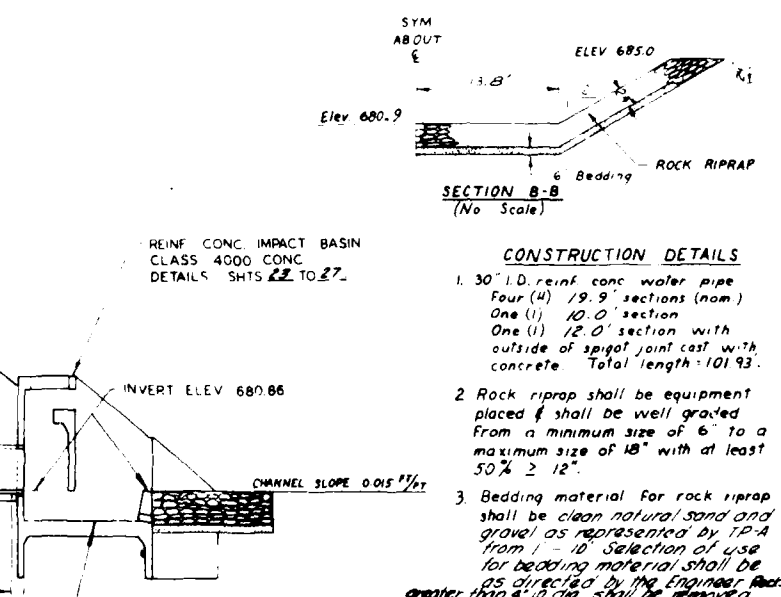 SYM
ABOUT
℄
ELEV 685.0
13.8'
Elev 680.9
ROCK RIPRAP
6" Bedding
SECTION B-B
(No Scale)
REINF CONC. IMPACT BASIN
CLASS 4000 CONC
DETAILS SHTS 23 TO 27
INVERT ELEV 680.86
CHANNEL SLOPE 0.015 FT/FT
CONSTRUCTION DETAILS
1. 30" I.D. reinf. conc water pipe
Four (4) 19.9' sections (nom.)
One (1) 10.0' section
One (1) 12.0' section with
outside of spigot joint cast with
concrete. Total length = 101.93'.
2 Rock riprap shall be equipment
placed & shall be well graded
From a minimum size of 6" to a
maximum size of 18" with at least
50% ≥ 12".
3. Bedding material for rock riprap
shall be clean natural sand and
gravel as represented by TP-A
from 1 - 10' Selection of use
for bedding material shall be
as directed by the Engineer Rock
greater than 4" in dia. shall be removed